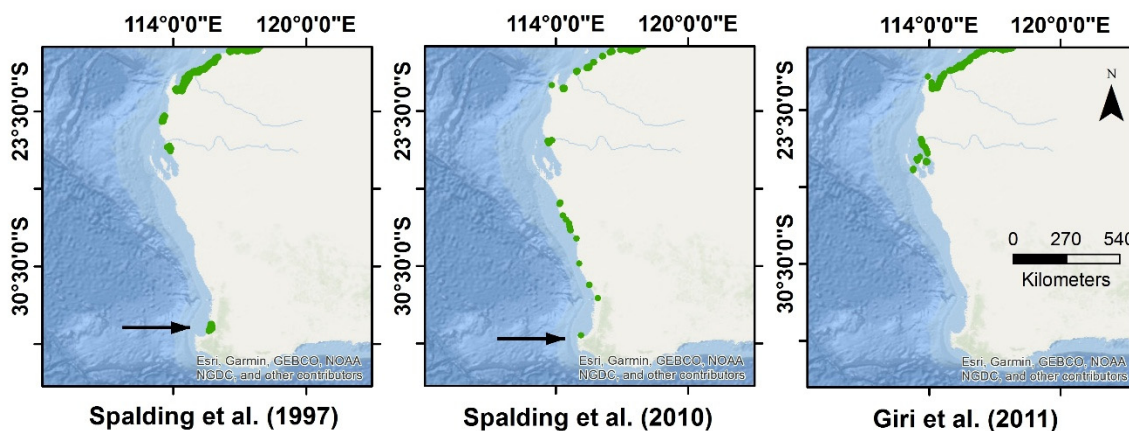 114°0'0"E 120°0'0"E
114°0'0"E 120°0'0"E
114°0'0"E 120°0'0"E
23°30'0"S
30°30'0"S
Esri, Garmin, GEBCO, NOAA
NGDC, and other contributors
Spalding et al. (1997)
23°30'0"S
30°30'0"S
Esri, Garmin, GEBCO, NOAA
NGDC, and other contributors
Spalding et al. (2010)
23°30'0"S
30°30'0"S
N
0 270 540
Kilometers
Esri, Garmin, GEBCO, NOAA
NGDC, and other contributors
Giri et al. (2011)